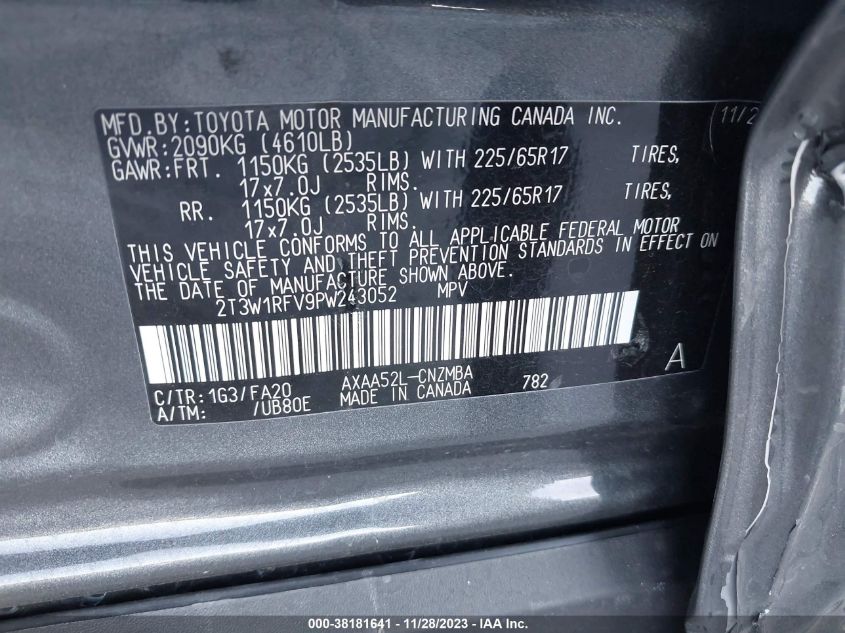 MFD.BY:TOYOTA MOTOR MANUFACTURING CANADA INC. 11/2
GVWR:2090KG (4610LB)
GAWR:FRT. 1150KG (2535LB) WITH 225/65R17 TIRES,
17x7.0J RIMS.
RR. 1150KG (2535LB) WITH 225/65R17 TIRES,
17x7.0J RIMS.
THIS VEHICLE CONFORMS TO ALL APPLICABLE FEDERAL MOTOR
VEHICLE SAFETY AND THEFT PREVENTION STANDARDS IN EFFECT ON
THE DATE OF MANUFACTURE SHOWN ABOVE.
2T3W1RFV9PW243052 MPV
A
C/TR:1G3/FA20 AXAA52L-CNZMBA 782
A/TM: /UB80E MADE IN CANADA
000-38181641 - 11/28/2023 - IAA Inc.